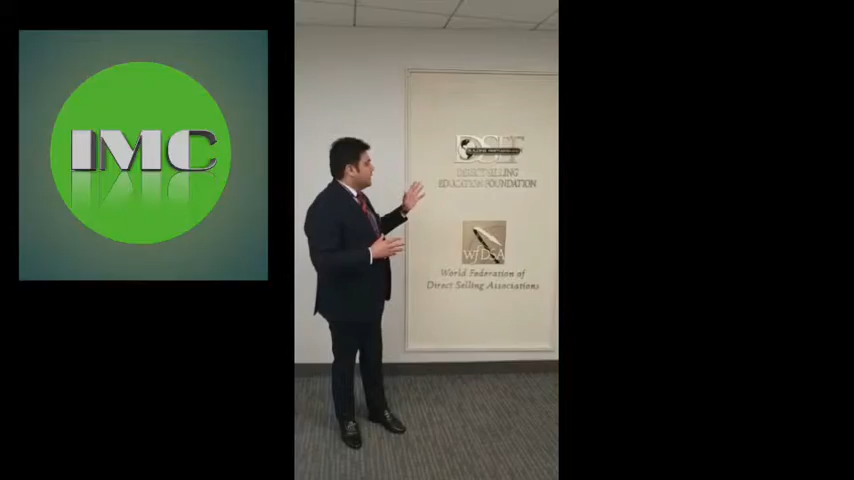 IMC
DSEF
DIRECT SELLING
EDUCATION FOUNDATION
WFDSA
World Federation of
Direct Selling Associations